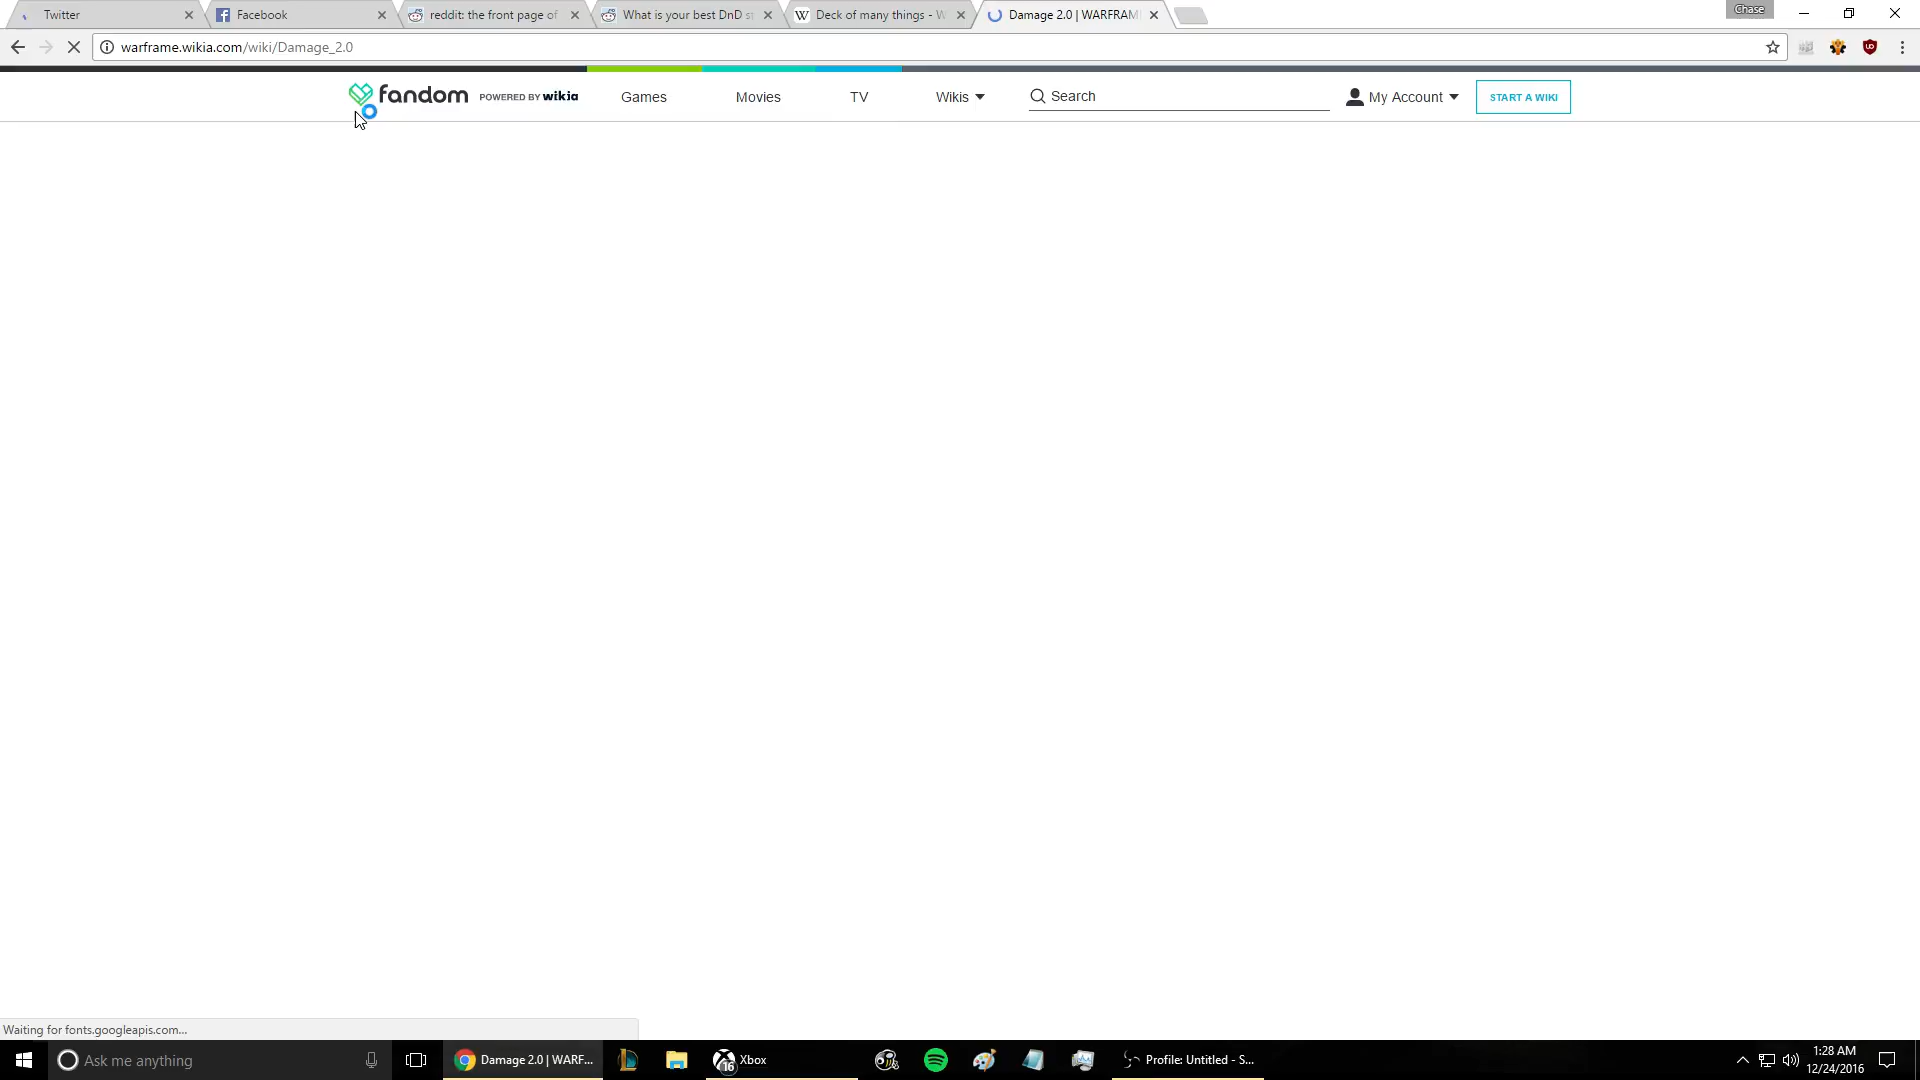 Twitter
Facebook
reddit: the front page of
What is your best DnD st
Deck of many things - W
Damage 2.0 | WARFRAM
Chase
warframe.wikia.com/wiki/Damage_2.0
fandom POWERED BY wikia
Games
Movies
TV
Wikis
Search
My Account
START A WIKI
Waiting for fonts.googleapis.com...
Ask me anything
Damage 2.0 | WARF...
16
Xbox
Profile: Untitled - S...
1:28 AM
12/24/2016